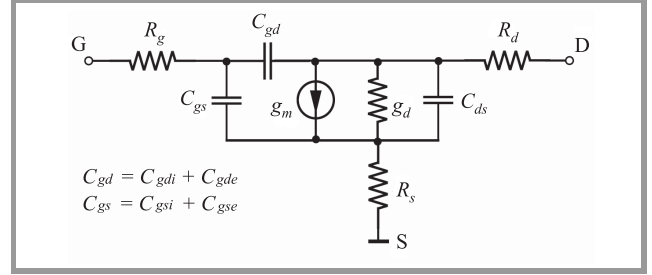 G
R_g
C_gd
R_d
D
C_gs
g_m
g_d
C_ds
C_gd = C_gdi + C_gde
C_gs = C_gsi + C_gse
R_s
S